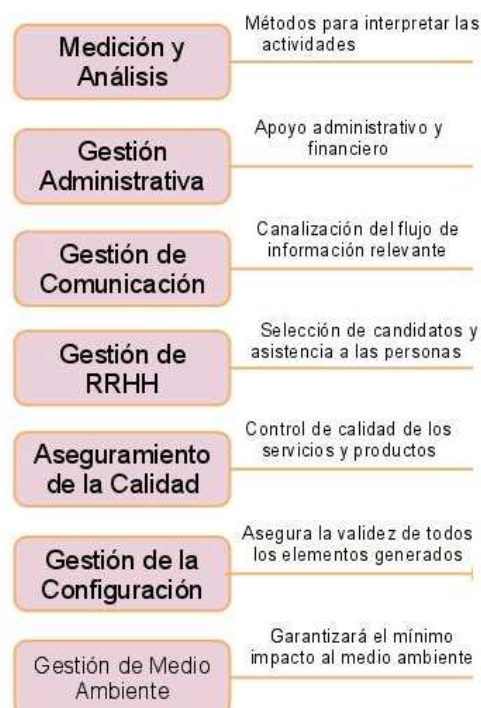 Medición y
Análisis
Métodos para interpretar las
actividades
Gestión
Administrativa
Apoyo administrativo y
financiero
Gestión de
Comunicación
Canalización del flujo de
información relevante
Gestión de
RRHH
Selección de candidatos y
asistencia a las personas
Aseguramiento
de la Calidad
Control de calidad de los
servicios y productos
Gestión de la
Configuración
Asegura la validez de todos
los elementos generados
Gestión de Medio
Ambiente
Garantizará el mínimo
impacto al medio ambiente